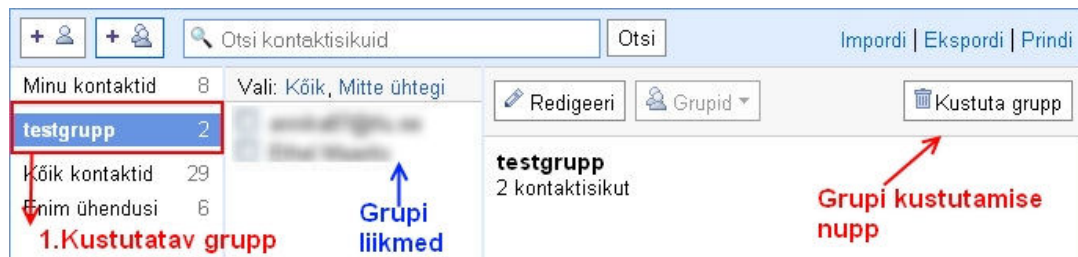 Otsi kontaktisikuid
Otsi
Impordi | Ekspordi | Prindi
Minu kontaktid 8
testgrupp 2
Kõik kontaktid 29
Enim ühendusi 6
1.Kustutatav grupp
Vali: Kõik, Mitte ühtegi
Grupi
liikmed
Redigeeri
Grupid
Kustuta grupp
testgrupp
2 kontaktisikut
Grupi kustutamise
nupp